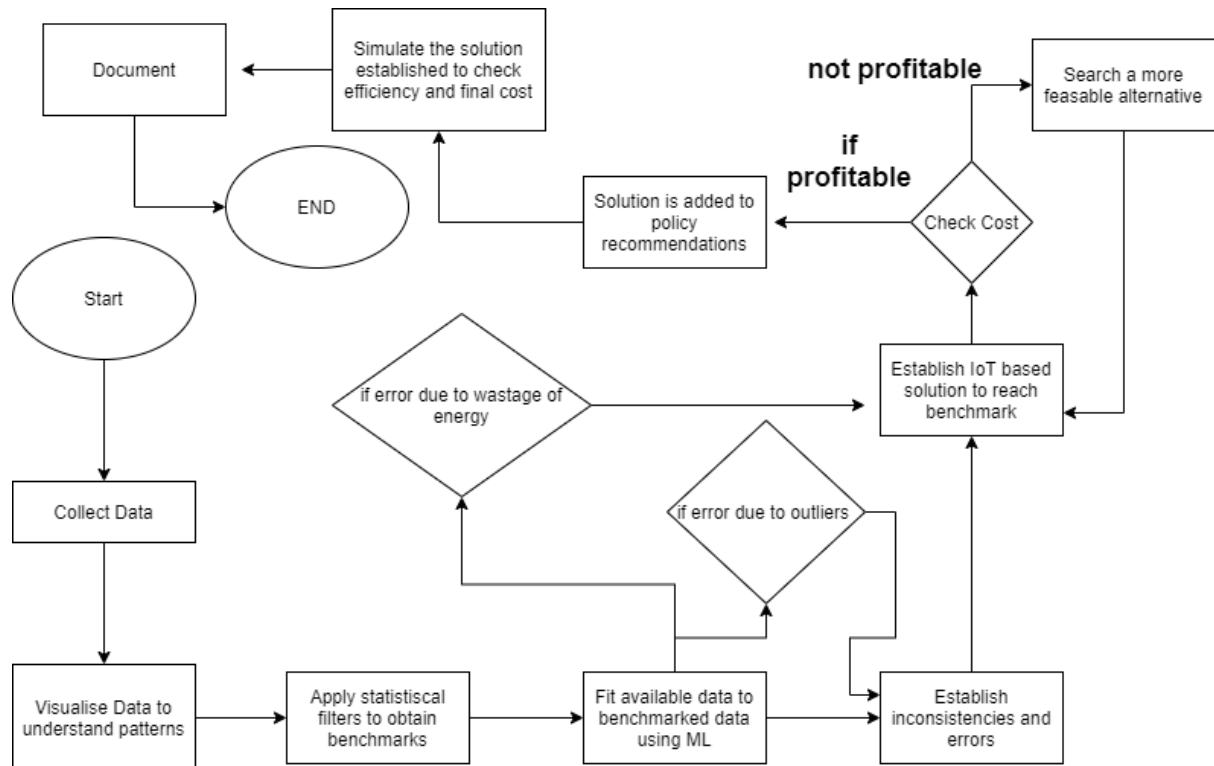 Document
Simulate the solution
established to check
efficiency and final cost
not profitable
Search a more
feasable alternative
if
profitable
END
Solution is added to
policy
recommendations
Check Cost
Start
if error due to wastage of
energy
Establish IoT based
solution to reach
benchmark
Collect Data
if error due to outliers
Visualise Data to
understand patterns
Apply statistiscal
filters to obtain
benchmarks
Fit available data to
benchmarked data
using ML
Establish
inconsistencies and
errors